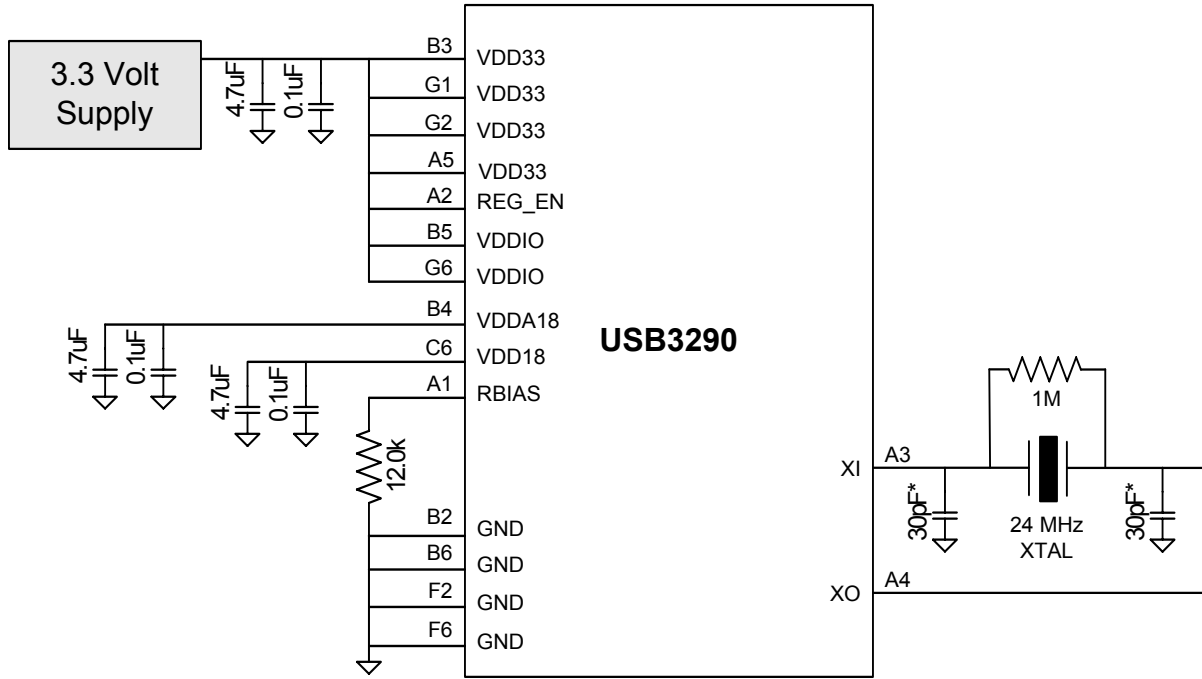 3.3 Volt
Supply
4.7uF
0.1uF
B3 VDD33
G1 VDD33
G2 VDD33
A5 VDD33
A2 REG_EN
B5 VDDIO
G6 VDDIO
B4 VDDA18
4.7uF
0.1uF
C6 VDD18
4.7uF
0.1uF
A1 RBIAS
12.0k
B2 GND
B6 GND
F2 GND
F6 GND
USB3290
1M
XI A3
30pF*
24 MHz
XTAL
30pF*
XO A4